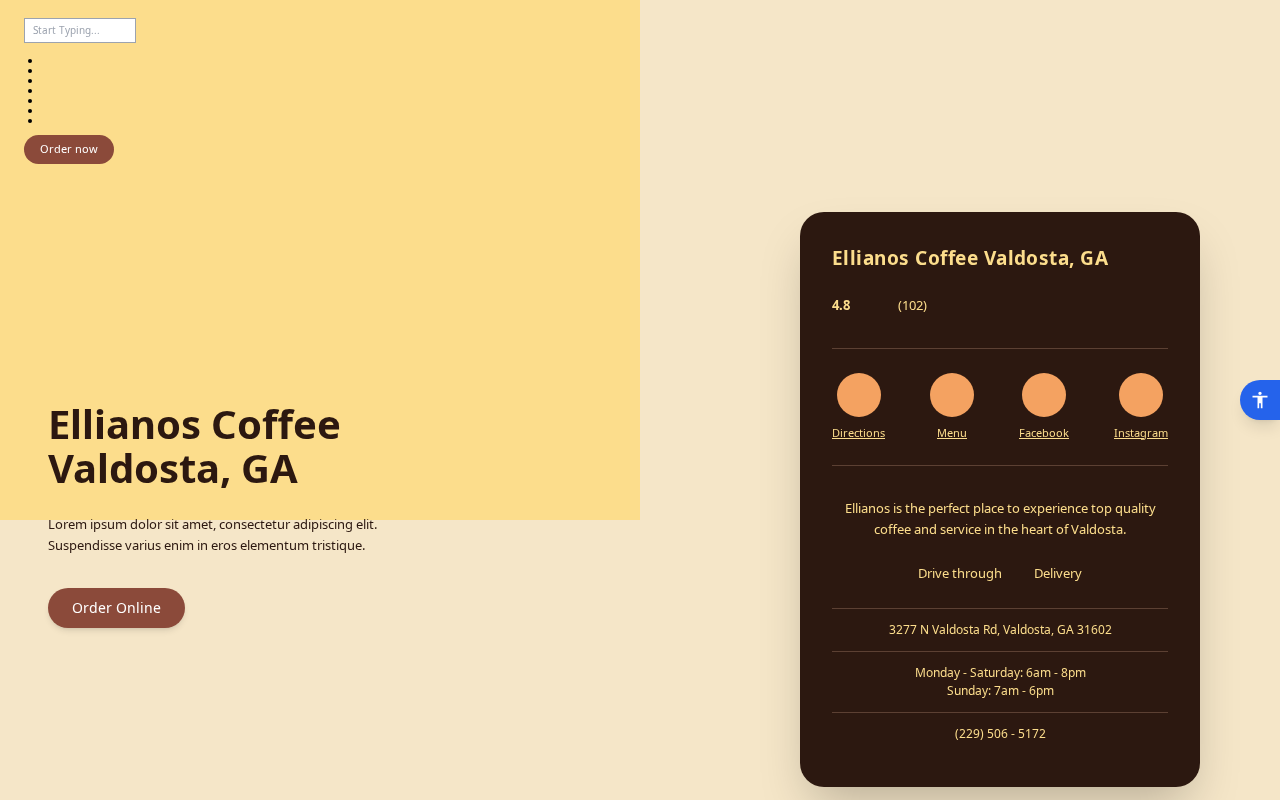 Start Typing...
Order now
Ellianos Coffee
Valdosta, GA
Lorem ipsum dolor sit amet, consectetur adipiscing elit.
Suspendisse varius enim in eros elementum tristique.
Order Online
Ellianos Coffee Valdosta, GA
4.8 (102)
Directions Menu Facebook Instagram
Ellianos is the perfect place to experience top quality
coffee and service in the heart of Valdosta.
Drive through Delivery
3277 N Valdosta Rd, Valdosta, GA 31602
Monday - Saturday: 6am - 8pm
Sunday: 7am - 6pm
(229) 506 - 5172